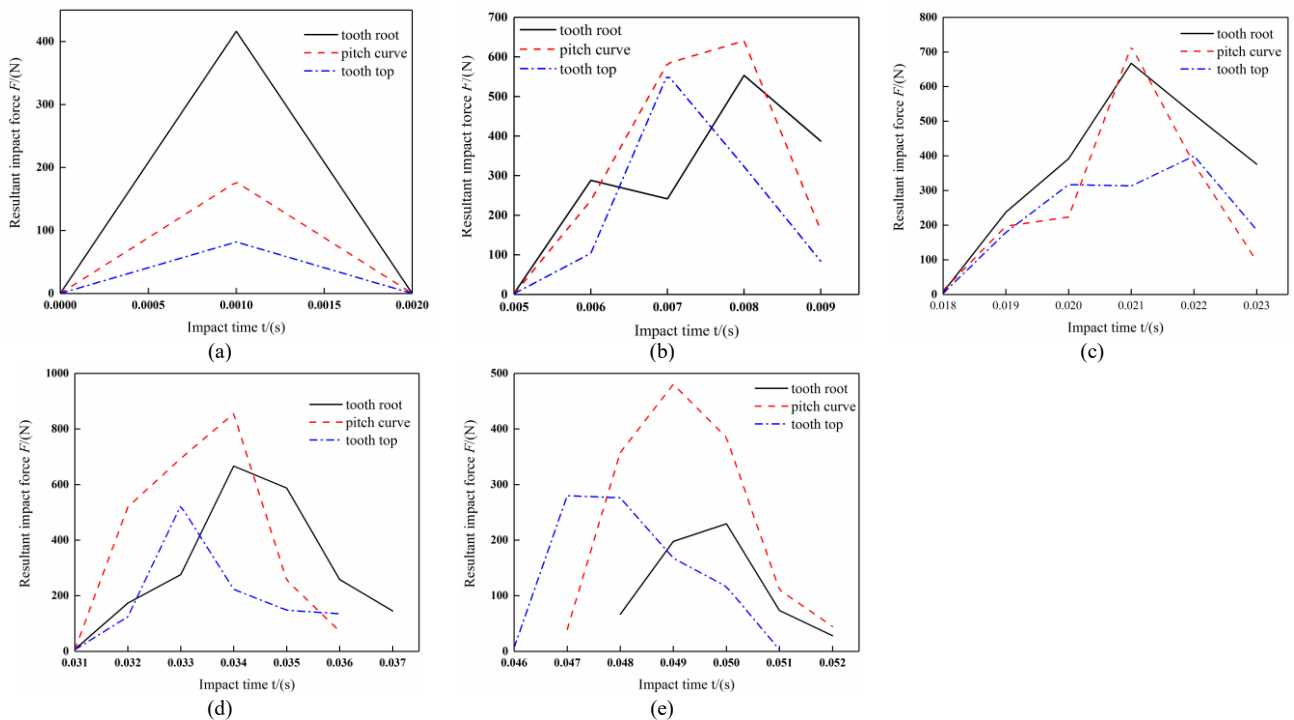 400
300
200
100
0
0.0000
0.0005
0.0010
0.0015
0.0020
Resultant impact force F/(N)
Impact time t/(s)
tooth root
pitch curve
tooth top
(a)
700
600
500
400
300
200
100
0
0.005
0.006
0.007
0.008
0.009
Resultant impact force F/(N)
Impact time t/(s)
tooth root
pitch curve
tooth top
(b)
800
700
600
500
400
300
200
100
0
0.018
0.019
0.020
0.021
0.022
0.023
Resultant impact force F/(N)
Impact time t/(s)
tooth root
pitch curve
tooth top
(c)
1000
800
600
400
200
0
0.031
0.032
0.033
0.034
0.035
0.036
0.037
Resultant impact force F/(N)
Impact time t/(s)
tooth root
pitch curve
tooth top
(d)
500
400
300
200
100
0
0.046
0.047
0.048
0.049
0.050
0.051
0.052
Resultant impact force F/(N)
Impact time t/(s)
tooth root
pitch curve
tooth top
(e)